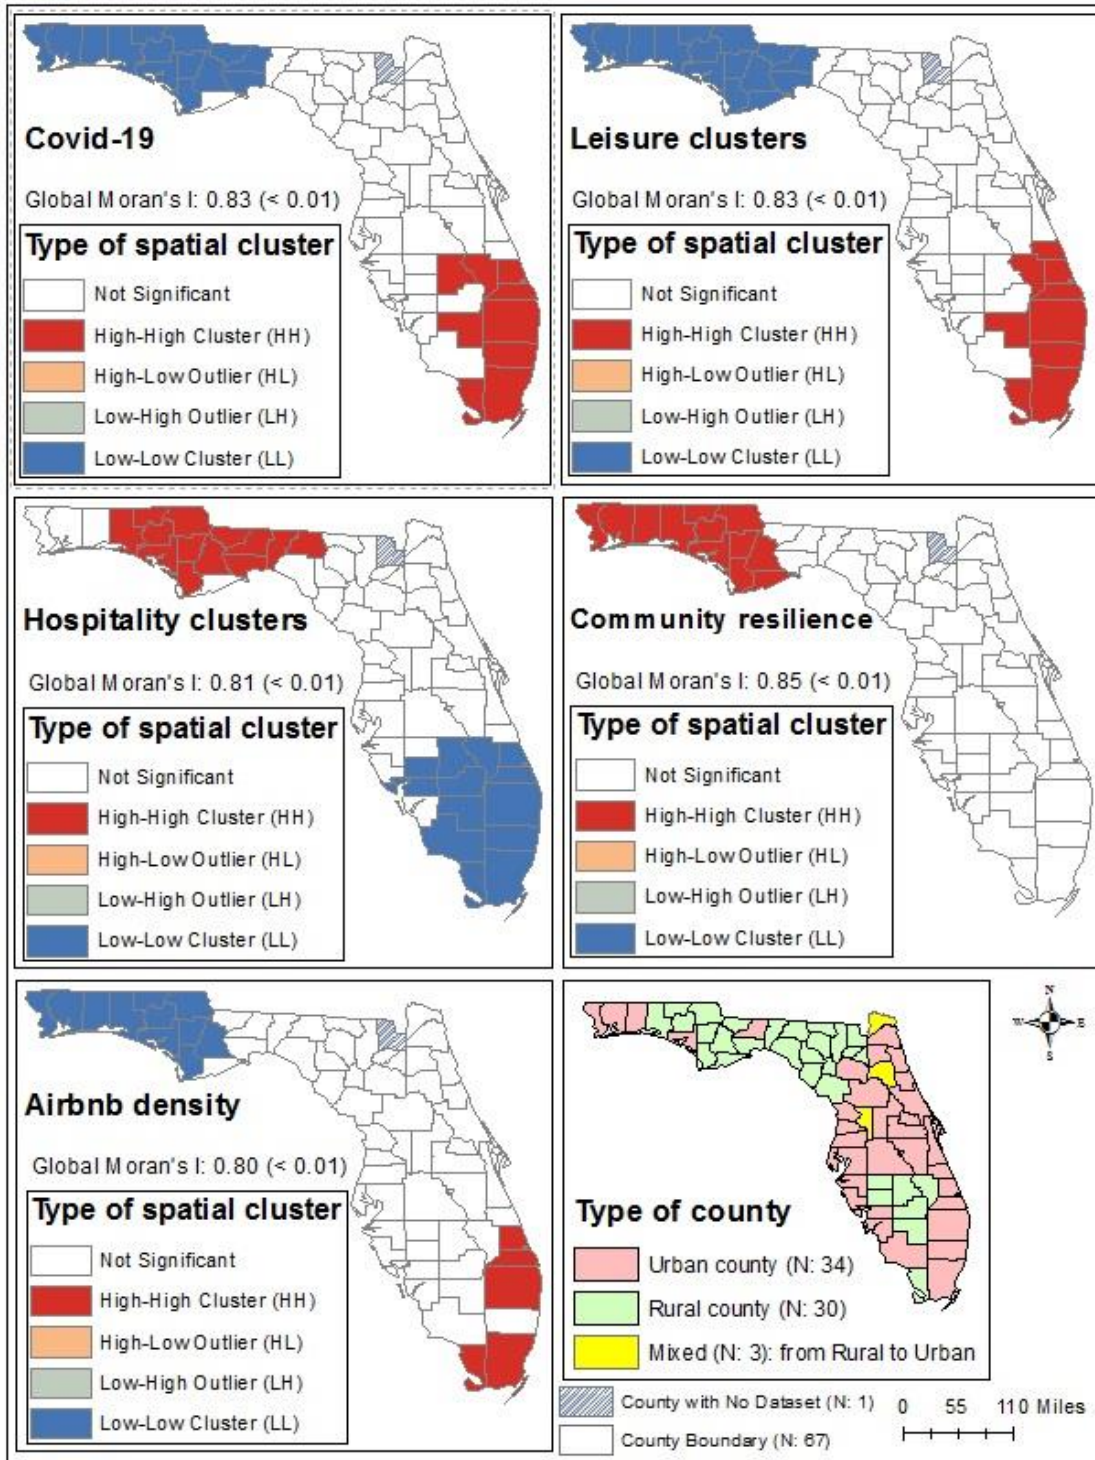 Covid-19
Global Moran's I: 0.83 (< 0.01)
Type of spatial cluster
Not Significant
High-High Cluster (HH)
High-Low Outlier (HL)
Low-High Outlier (LH)
Low-Low Cluster (LL)
Leisure clusters
Global Moran's I: 0.83 (< 0.01)
Type of spatial cluster
Not Significant
High-High Cluster (HH)
High-Low Outlier (HL)
Low-High Outlier (LH)
Low-Low Cluster (LL)
Hospitality clusters
Global Moran's I: 0.81 (< 0.01)
Type of spatial cluster
Not Significant
High-High Cluster (HH)
High-Low Outlier (HL)
Low-High Outlier (LH)
Low-Low Cluster (LL)
Community resilience
Global Moran's I: 0.85 (< 0.01)
Type of spatial cluster
Not Significant
High-High Cluster (HH)
High-Low Outlier (HL)
Low-High Outlier (LH)
Low-Low Cluster (LL)
Airbnb density
Global Moran's I: 0.80 (< 0.01)
Type of spatial cluster
Not Significant
High-High Cluster (HH)
High-Low Outlier (HL)
Low-High Outlier (LH)
Low-Low Cluster (LL)
N
W E
S
Type of county
Urban county (N: 34)
Rural county (N: 30)
Mixed (N: 3): from Rural to Urban
County with No Dataset (N: 1)
County Boundary (N: 67)
0 55 110 Miles